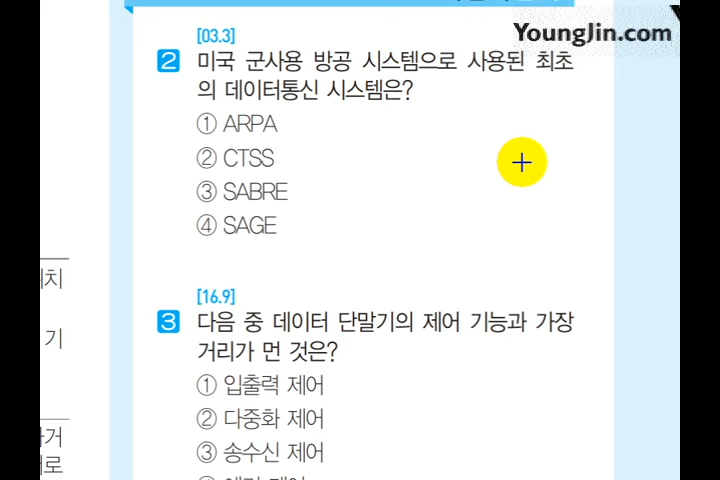 YoungJin.com
[03.3]
2 미국 군사용 방공 시스템으로 사용된 최초
의 데이터통신 시스템은?
① ARPA
② CTSS
③ SABRE
④ SAGE
[16.9]
3 다음 중 데이터 단말기의 제어 기능과 가장
거리가 먼 것은?
① 입출력 제어
② 다중화 제어
③ 송수신 제어
치
기
거
로